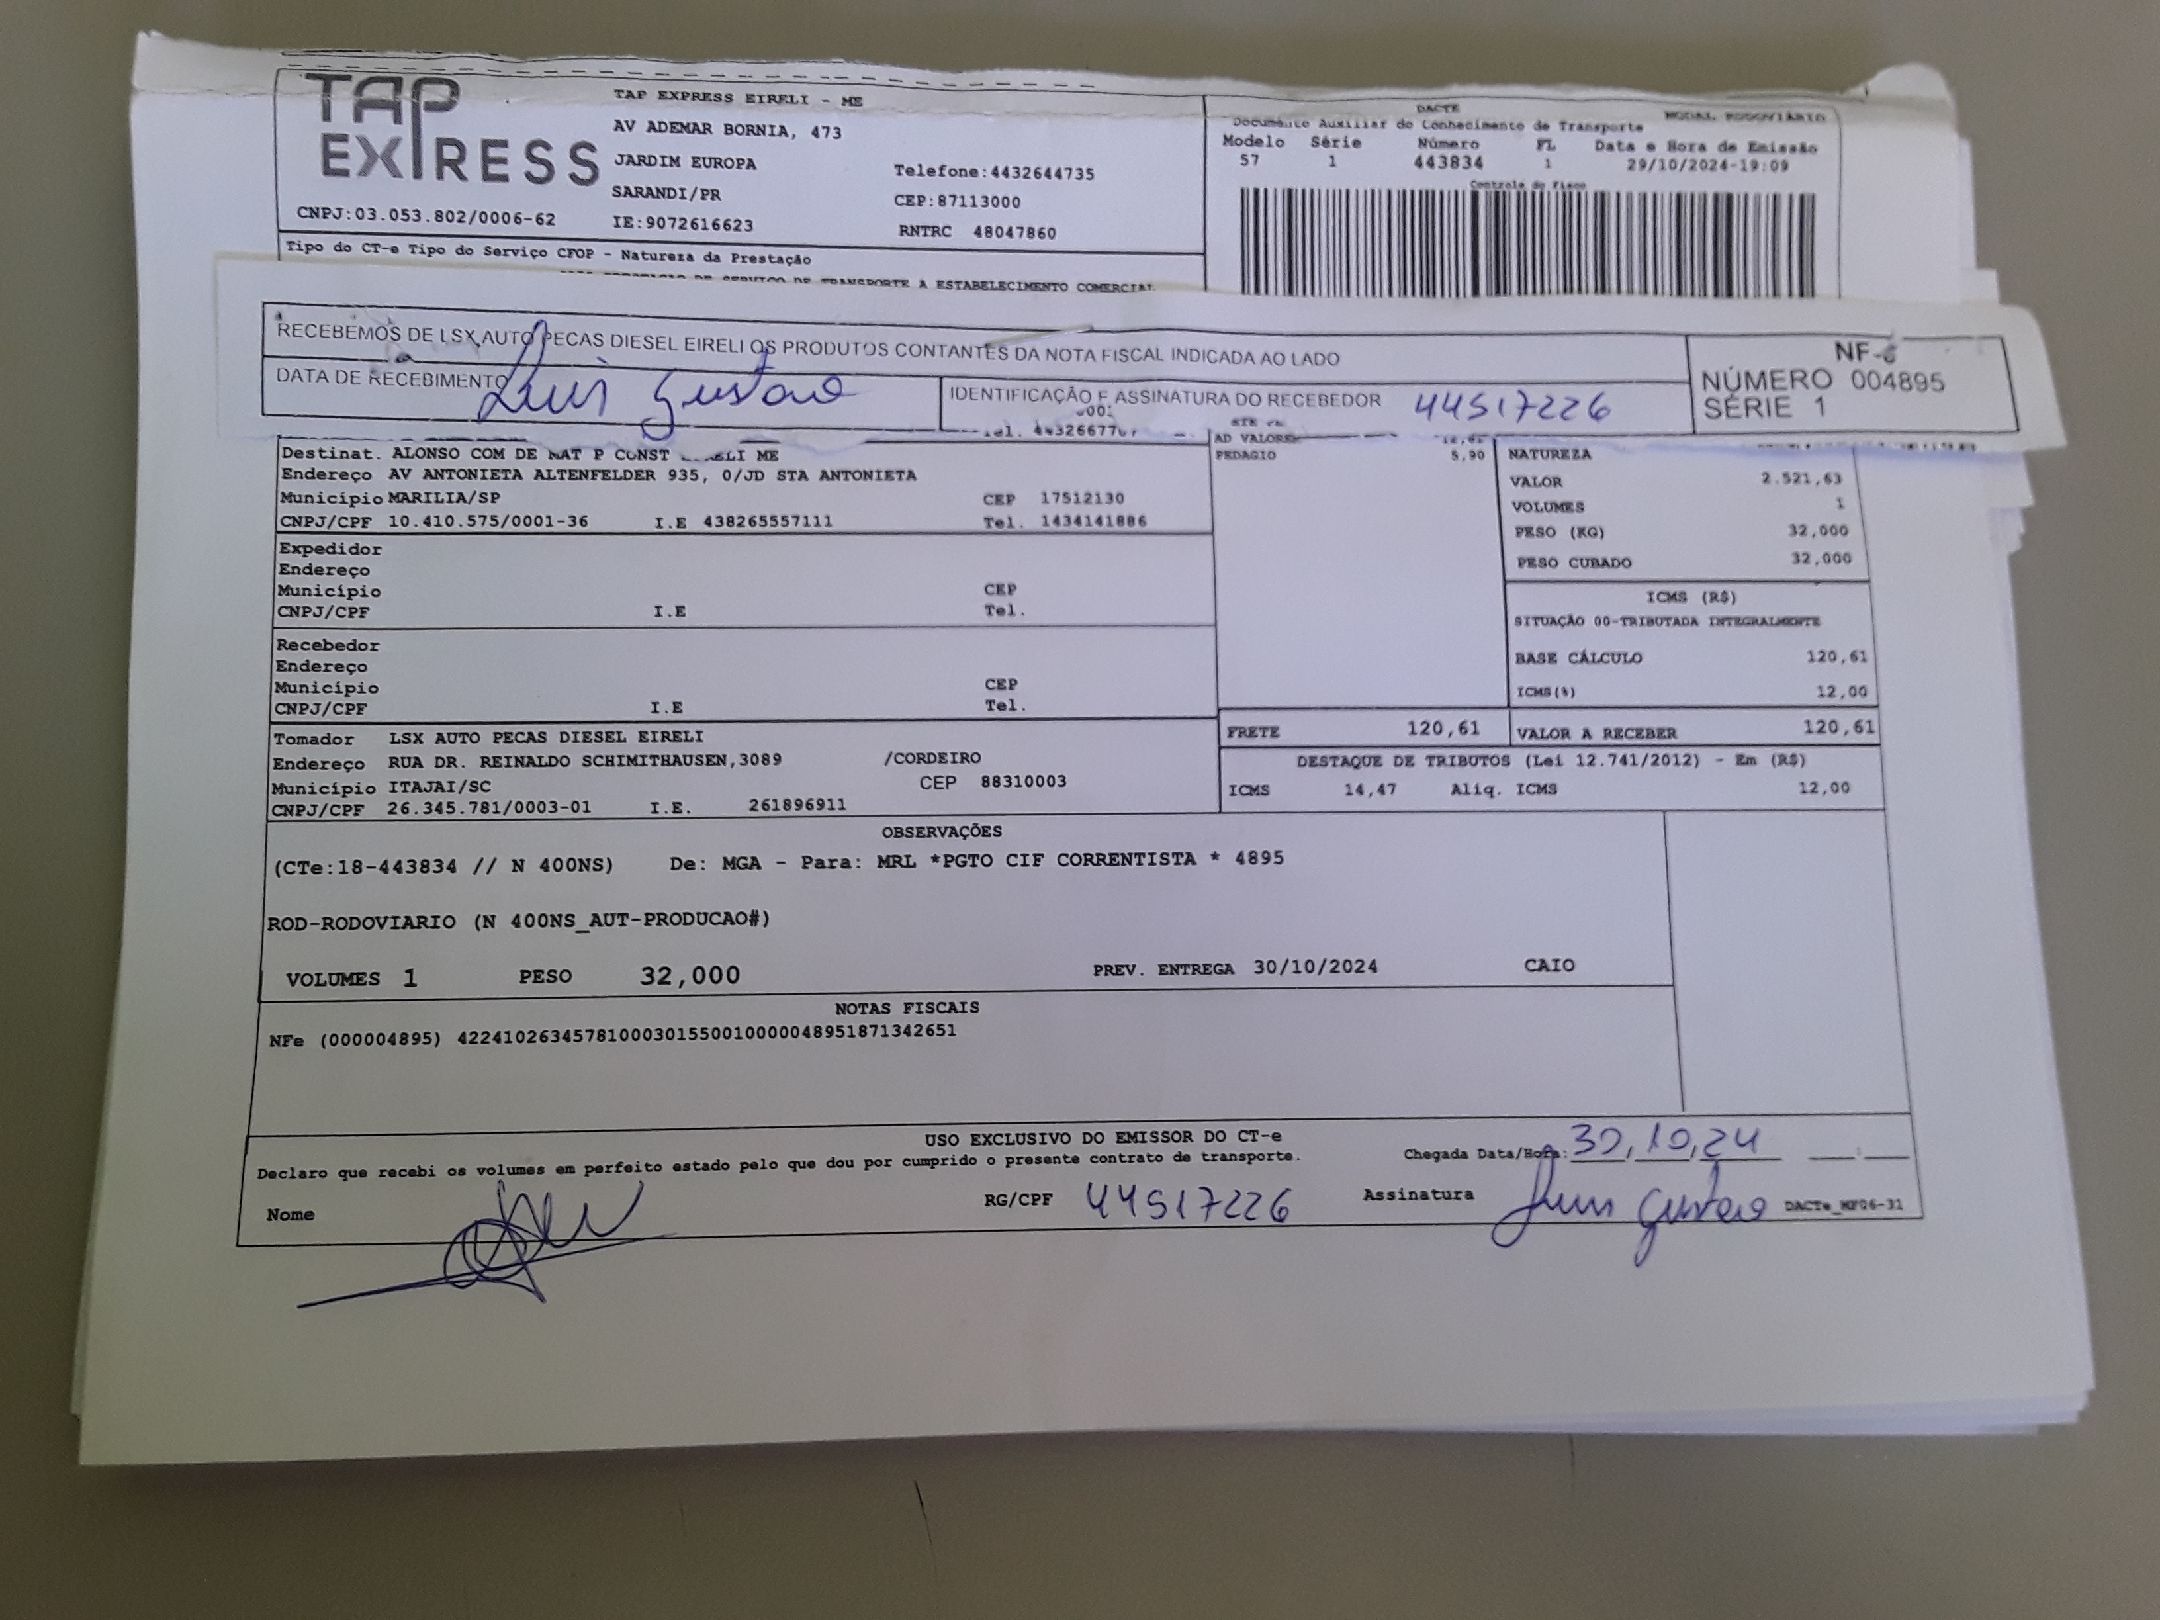 TAP EXPRESS
TAP EXPRESS EIRELI - ME
AV ADEMAR BORNIA, 473
JARDIM EUROPA
SARANDI/PR
CNPJ:03.053.802/0006-62
IE:9072616623
Telefone:4432644735
CEP:87113000
RNTRC 48047860
Tipo do CT-e Tipo do Serviço CFOP - Natureza da Prestação
DE TRANSPORTE A ESTABELECIMENTO COMERCIAL
DACTE
MODAL RODOVIÁRIO
Documento Auxiliar do Conhecimento de Transporte
Modelo Série Número FL Data e Hora de Emissão
57 1 443834 1 29/10/2024-19:09
Controle do Fisco
RECEBEMOS DE LSX AUTO PECAS DIESEL EIRELI OS PRODUTOS CONTANTES DA NOTA FISCAL INDICADA AO LADO
DATA DE RECEBIMENTO Luis Gustavo
IDENTIFICAÇÃO E ASSINATURA DO RECEBEDOR 44517226
NF-e
NÚMERO 004895
SÉRIE 1
Destinat. ALONSO COM DE MAT P CONST ME
Endereço AV ANTONIETA ALTENFELDER 935, 0/JD STA ANTONIETA
Município MARILIA/SP CEP 17512130
CNPJ/CPF 10.410.575/0001-36 I.E 438265557111 Tel. 1434141886
Expedidor
Endereço
Município CEP
CNPJ/CPF I.E Tel.
Recebedor
Endereço
Município CEP
CNPJ/CPF I.E Tel.
Tomador LSX AUTO PECAS DIESEL EIRELI
Endereço RUA DR. REINALDO SCHIMITHAUSEN,3089 /CORDEIRO
Município ITAJAI/SC CEP 88310003
CNPJ/CPF 26.345.781/0003-01 I.E. 261896911
AD VALOREM
PEDAGIO 5,90
NATUREZA
VALOR 2.521,63
VOLUMES 1
PESO (KG) 32,000
PESO CUBADO 32,000
ICMS (R$)
SITUAÇÃO 00-TRIBUTADA INTEGRALMENTE
BASE CÁLCULO 120,61
ICMS(%) 12,00
FRETE 120,61 VALOR A RECEBER 120,61
DESTAQUE DE TRIBUTOS (Lei 12.741/2012) - Em (R$)
ICMS 14,47 Aliq. ICMS 12,00
OBSERVAÇÕES
(CTe:18-443834 // N 400NS) De: MGA - Para: MRL *PGTO CIF CORRENTISTA * 4895
ROD-RODOVIARIO (N 400NS_AUT-PRODUCAO#)
VOLUMES 1 PESO 32,000 PREV. ENTREGA 30/10/2024 CAIO
NOTAS FISCAIS
NFe (000004895) 42241026345781000301550010000048951871342651
USO EXCLUSIVO DO EMISSOR DO CT-e
Declaro que recebi os volumes em perfeito estado pelo que dou por cumprido o presente contrato de transporte.
Chegada Data/Hora: 30,10,24
Nome
RG/CPF 44517226
Assinatura Luis Gustavo
DACTe_MF06-31